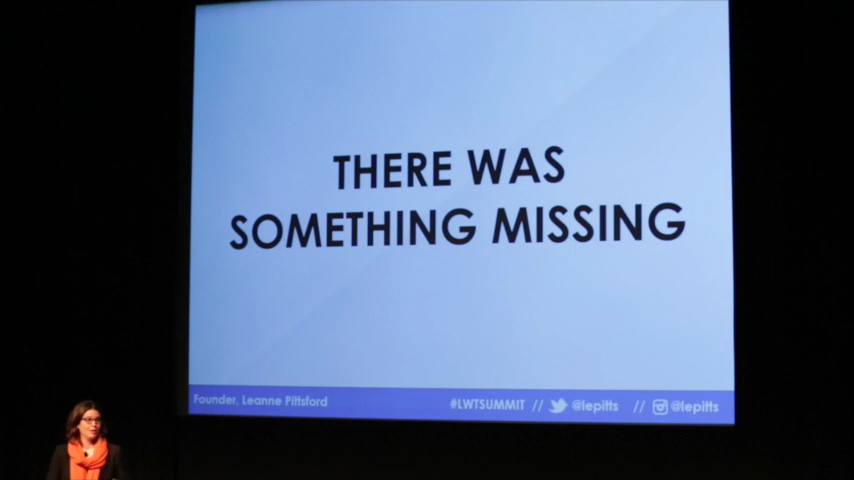 THERE WAS
SOMETHING MISSING
Founder, Leanne Pittsford
#LWTSUMMIT // @lepitts // @lepitts